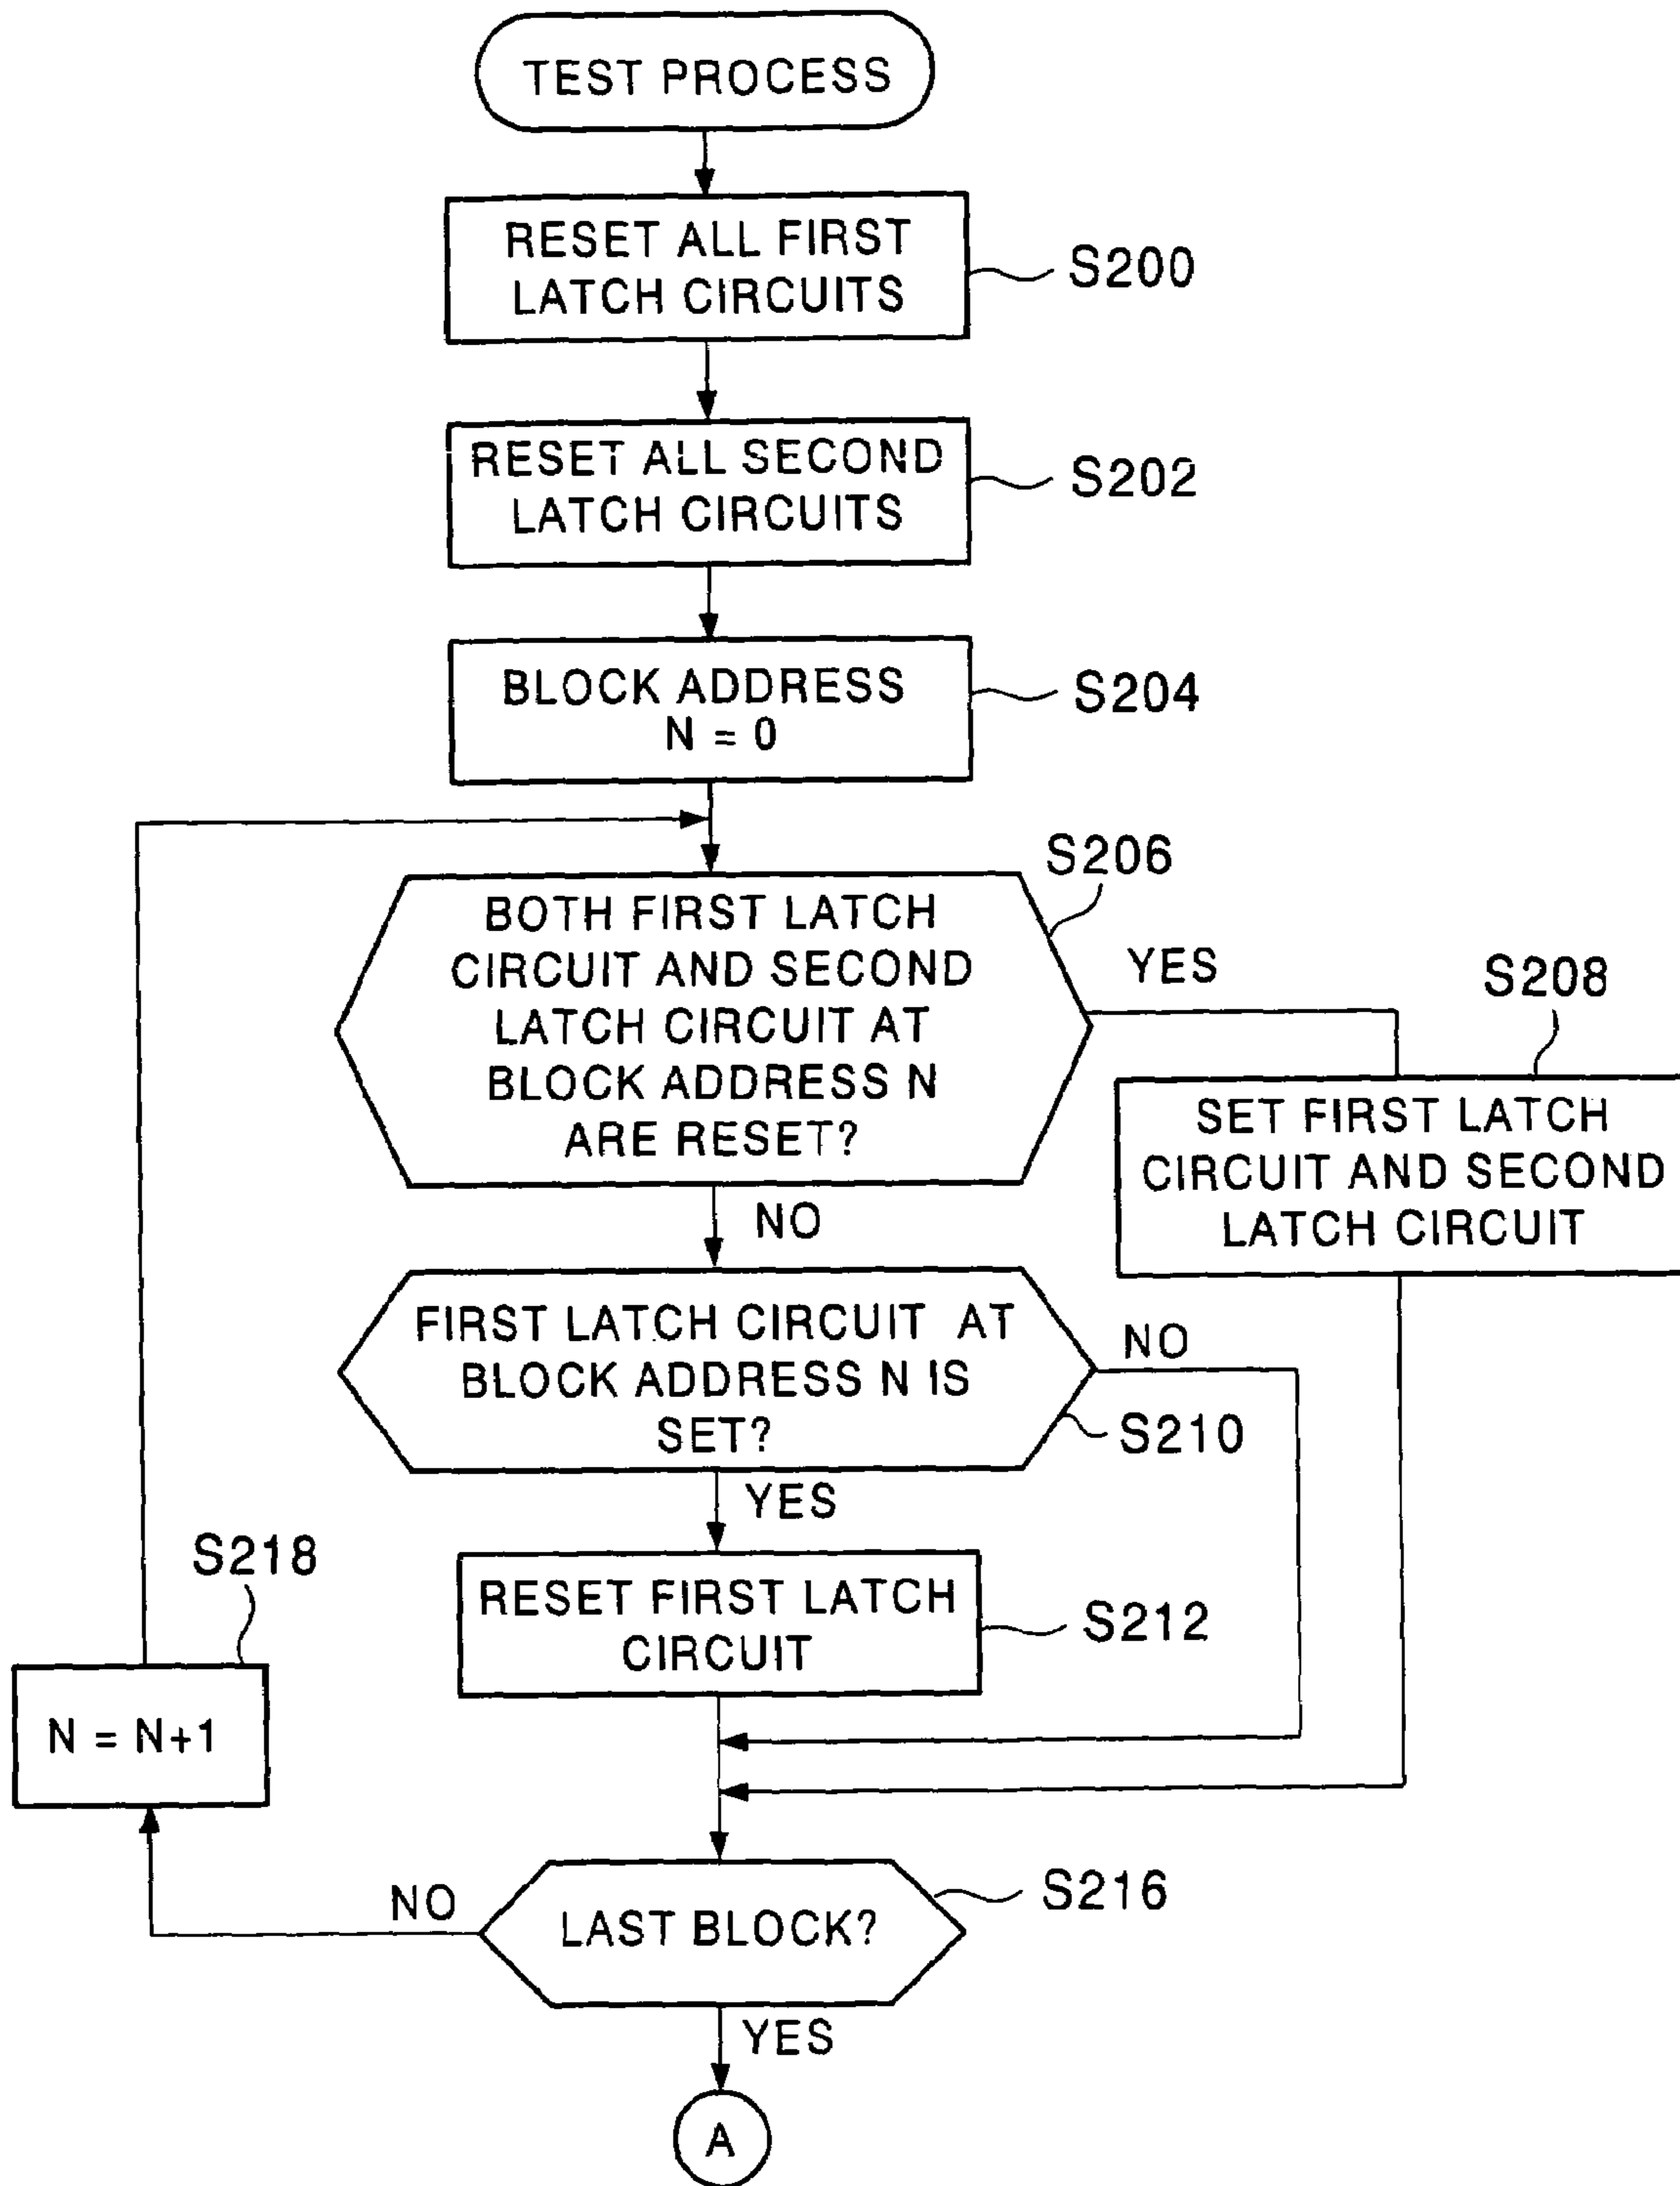 TEST PROCESS
RESET ALL FIRST
LATCH CIRCUITS
S200
RESET ALL SECOND
LATCH CIRCUITS
S202
BLOCK ADDRESS
N = 0
S204
S206
BOTH FIRST LATCH
CIRCUIT AND SECOND
LATCH CIRCUIT AT
BLOCK ADDRESS N
ARE RESET?
YES
S208
SET FIRST LATCH
CIRCUIT AND SECOND
LATCH CIRCUIT
NO
FIRST LATCH CIRCUIT AT
BLOCK ADDRESS N IS
SET?
NO
S210
YES
S218
RESET FIRST LATCH
CIRCUIT
S212
N = N+1
S216
NO
LAST BLOCK?
YES
A